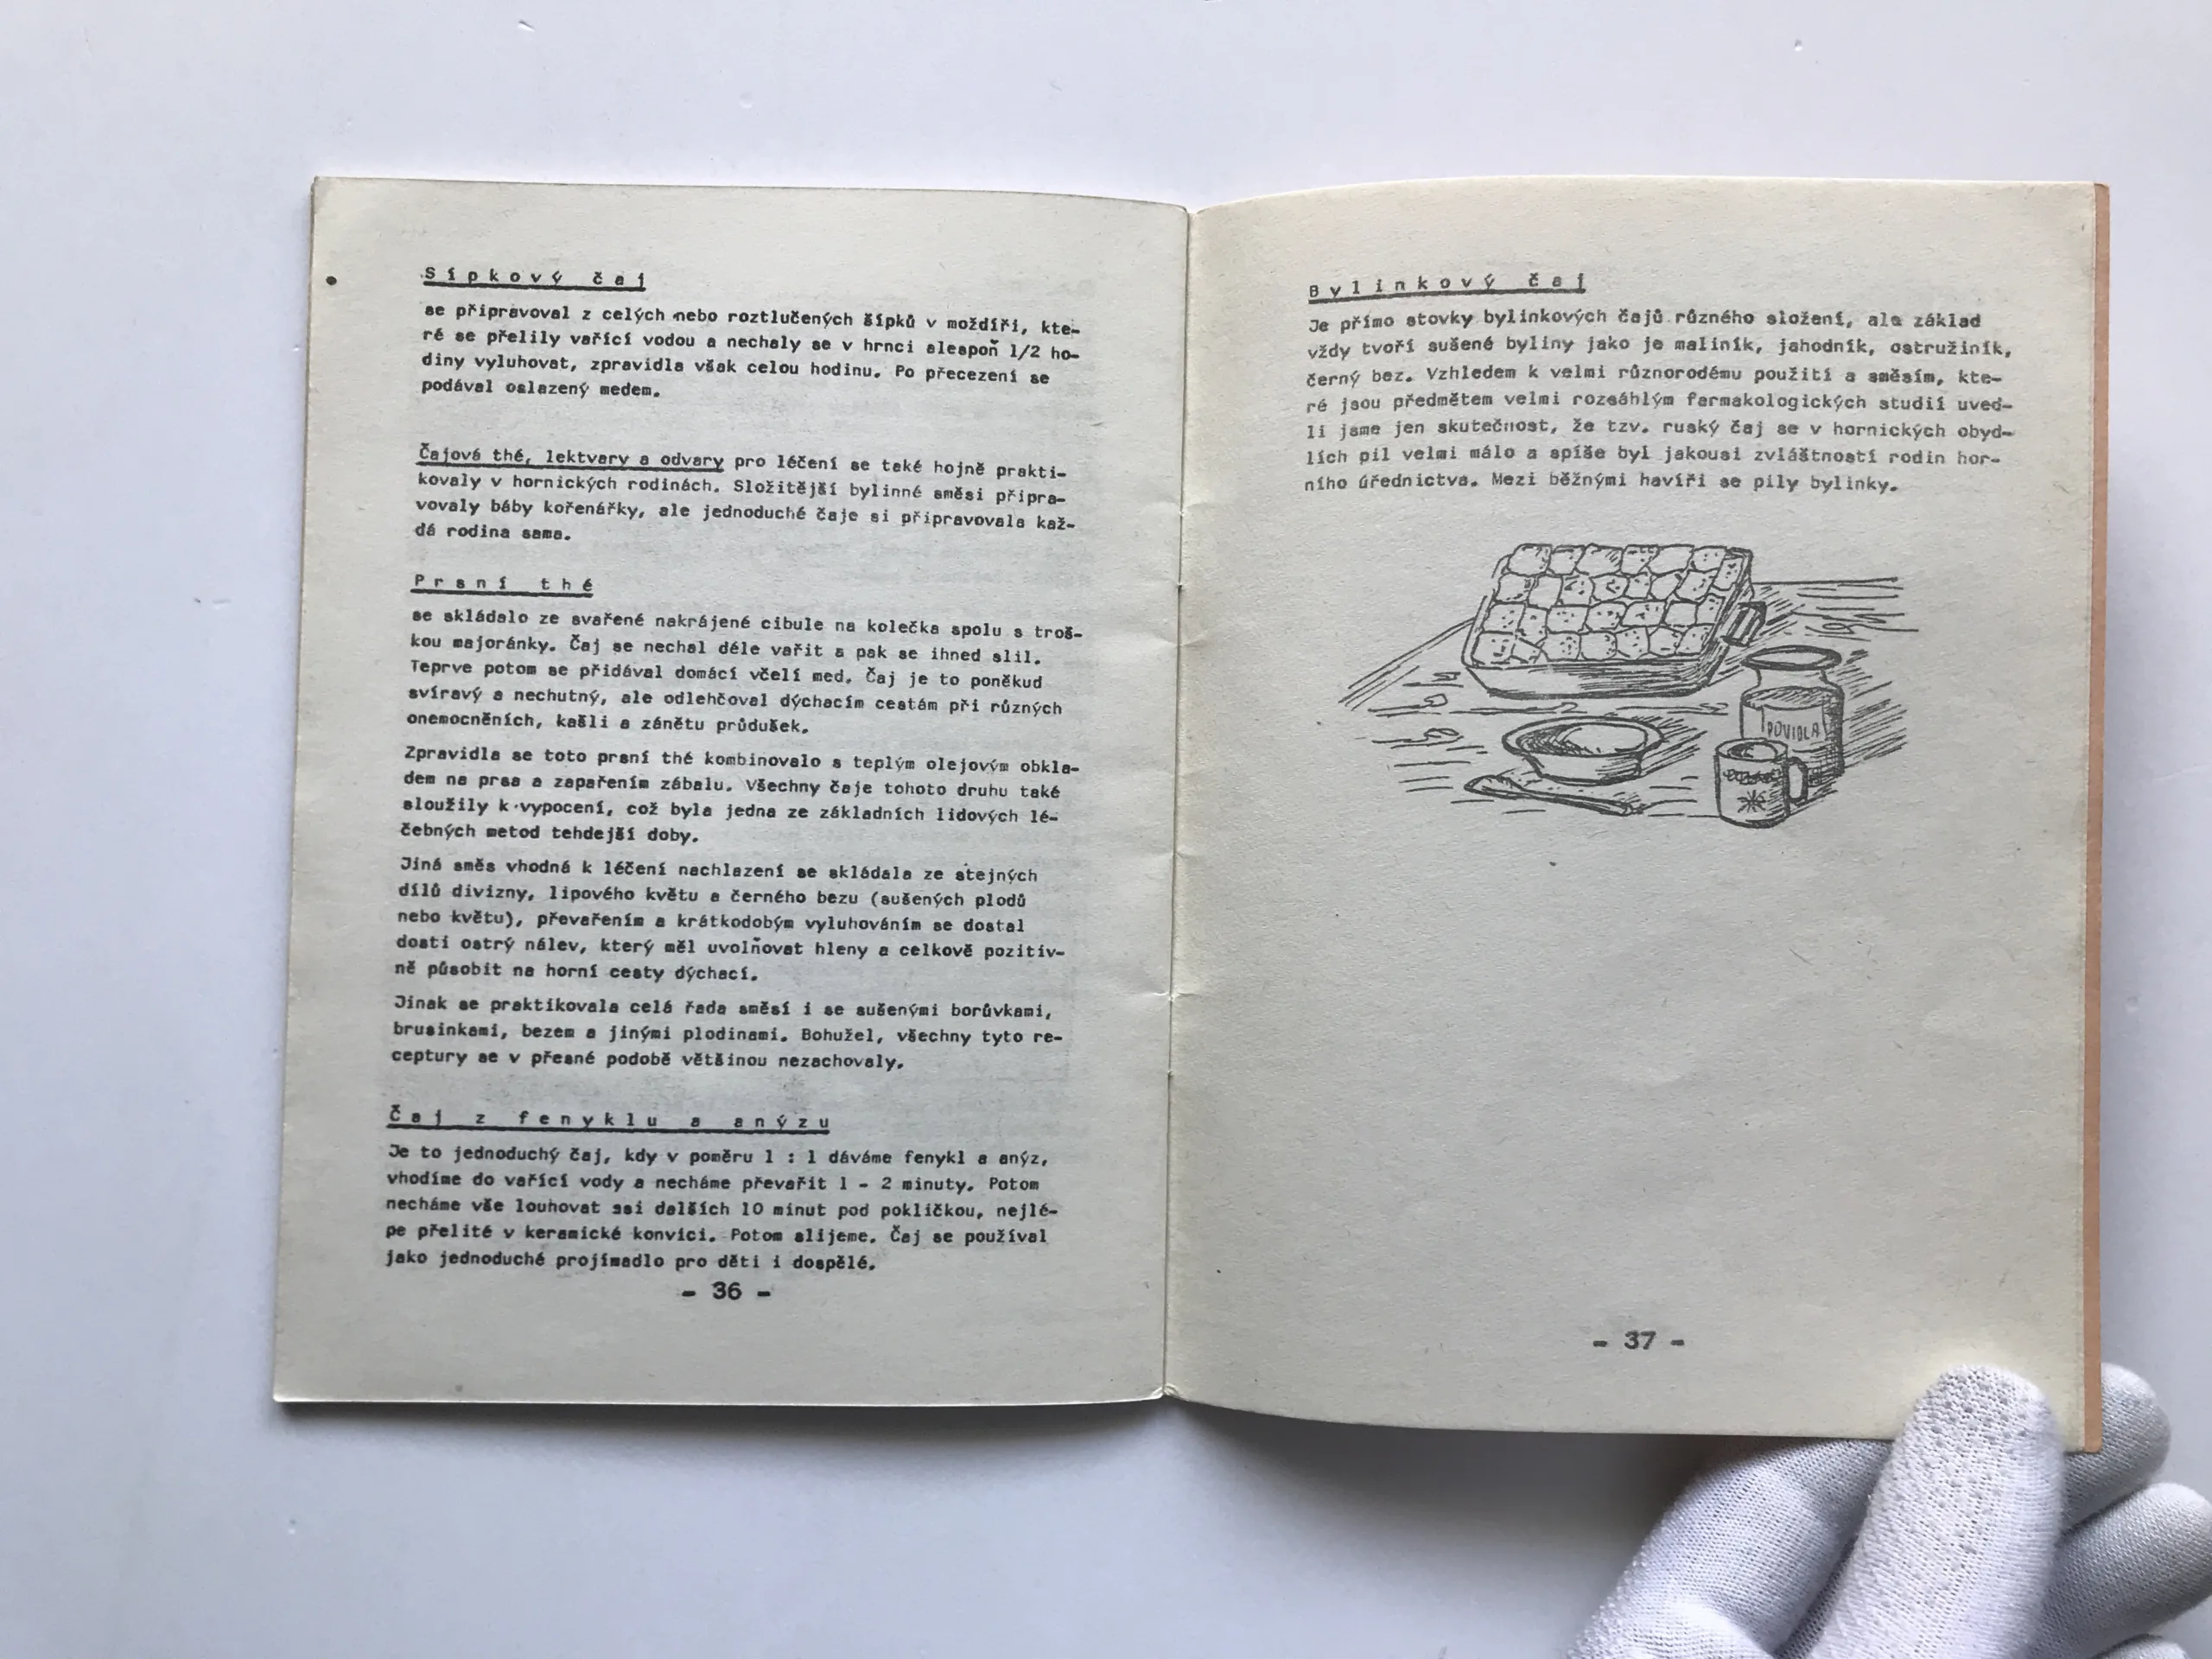 S í p k o v ý  č a j
se připravoval z celých nebo roztlučených šípků v moždíři, kte-
ré se přelily vařící vodou a nechaly se v hrnci alespoň 1/2 ho-
diny vyluhovat, zpravidla však celou hodinu. Po přecezení se
podával oslazený medem.
Čajová thé, lektvary a odvary pro léčení se také hojně prakti-
kovaly v hornických rodinách. Složitější bylinné směsi připra-
vovaly báby kořenářky, ale jednoduché čaje si připravovala kaž-
dá rodina sama.
P r s n í  t h é
se skládalo ze svařené nakrájené cibule na kolečka spolu s troš-
kou majoránky. Čaj se nechal déle vařit a pak se ihned slil.
Teprve potom se přidával domácí včelí med. Čaj je to poněkud
svíravý a nechutný, ale odlehčoval dýchacím cestám při různých
onemocněních, kašli a zánětu průdušek.
Zpravidla se toto prsní thé kombinovalo s teplým olejovým obkla-
dem na prsa a zapařením zábalu. Všechny čaje tohoto druhu také
sloužily k vypocení, což byla jedna ze základních lidových lé-
čebných metod tehdejší doby.
Jiná směs vhodná k léčení nachlazení se skládala ze stejných
dílů divizny, lipového květu a černého bezu (sušených plodů
nebo květu), převařením a krátkodobým vyluhováním se dostal
dosti ostrý nálev, který měl uvolňovat hleny a celkově pozitiv-
ně působit na horní cesty dýchací.
Jinak se praktikovala celá řada směsí i se sušenými borůvkami,
brusinkami, bezem a jinými plodinami. Bohužel, všechny tyto re-
ceptury se v přesné podobě většinou nezachovaly.
Č a j  z  f e n y k l u  a  a n ý z u
Je to jednoduchý čaj, kdy v poměru 1 : 1 dáváme fenykl a anýz,
vhodíme do vařící vody a necháme převařit 1 - 2 minuty. Potom
necháme vše louhovat asi dalších 10 minut pod pokličkou, nejlé-
pe přelité v keramické konvici. Potom slijeme. Čaj se používal
jako jednoduché projímadlo pro děti i dospělé.
- 36 -
B y l i n k o v ý  č a j
Je přímo stovky bylinkových čajů různého složení, ale základ
vždy tvoří sušené byliny jako je maliník, jahodník, ostružiník,
černý bez. Vzhledem k velmi různorodému použití a směsím, kte-
ré jsou předmětem velmi rozsáhlým farmakologických studií uved-
li jsme jen skutečnost, že tzv. ruský čaj se v hornických obyd-
lích pil velmi málo a spíše byl jakousi zvláštností rodin hor-
ního úřednictva. Mezi běžnými havíři se pily bylinky.
POVIDLA
- 37 -